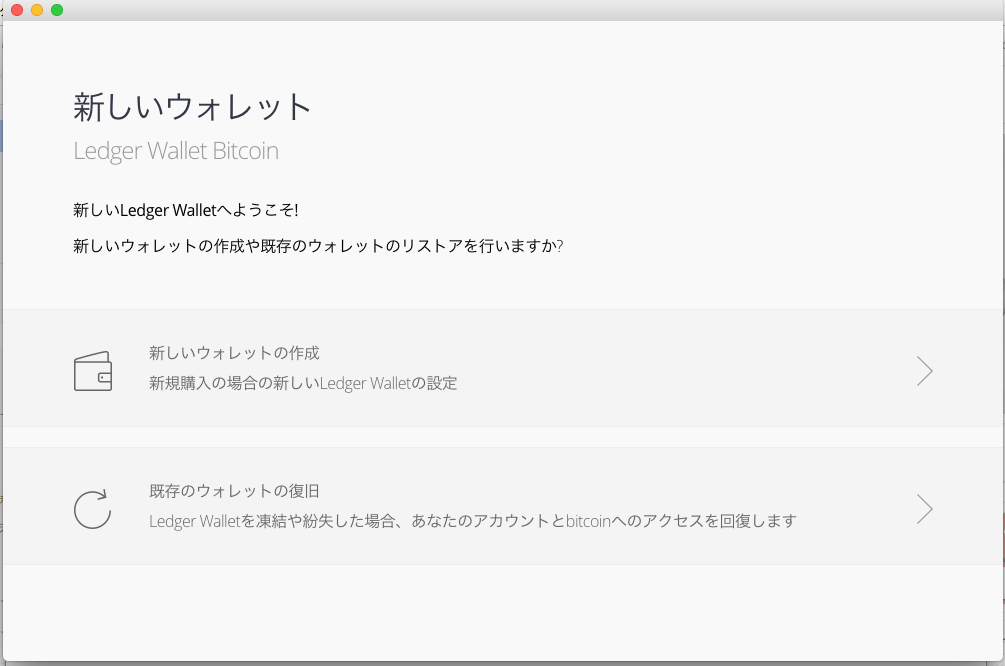 新しいウォレット
Ledger Wallet Bitcoin
新しいLedger Walletへようこそ!
新しいウォレットの作成や既存のウォレットのリストアを行いますか?
新しいウォレットの作成
新規購入の場合の新しいLedger Walletの設定
既存のウォレットの復旧
Ledger Walletを凍結や紛失した場合、あなたのアカウントとbitcoinへのアクセスを回復します